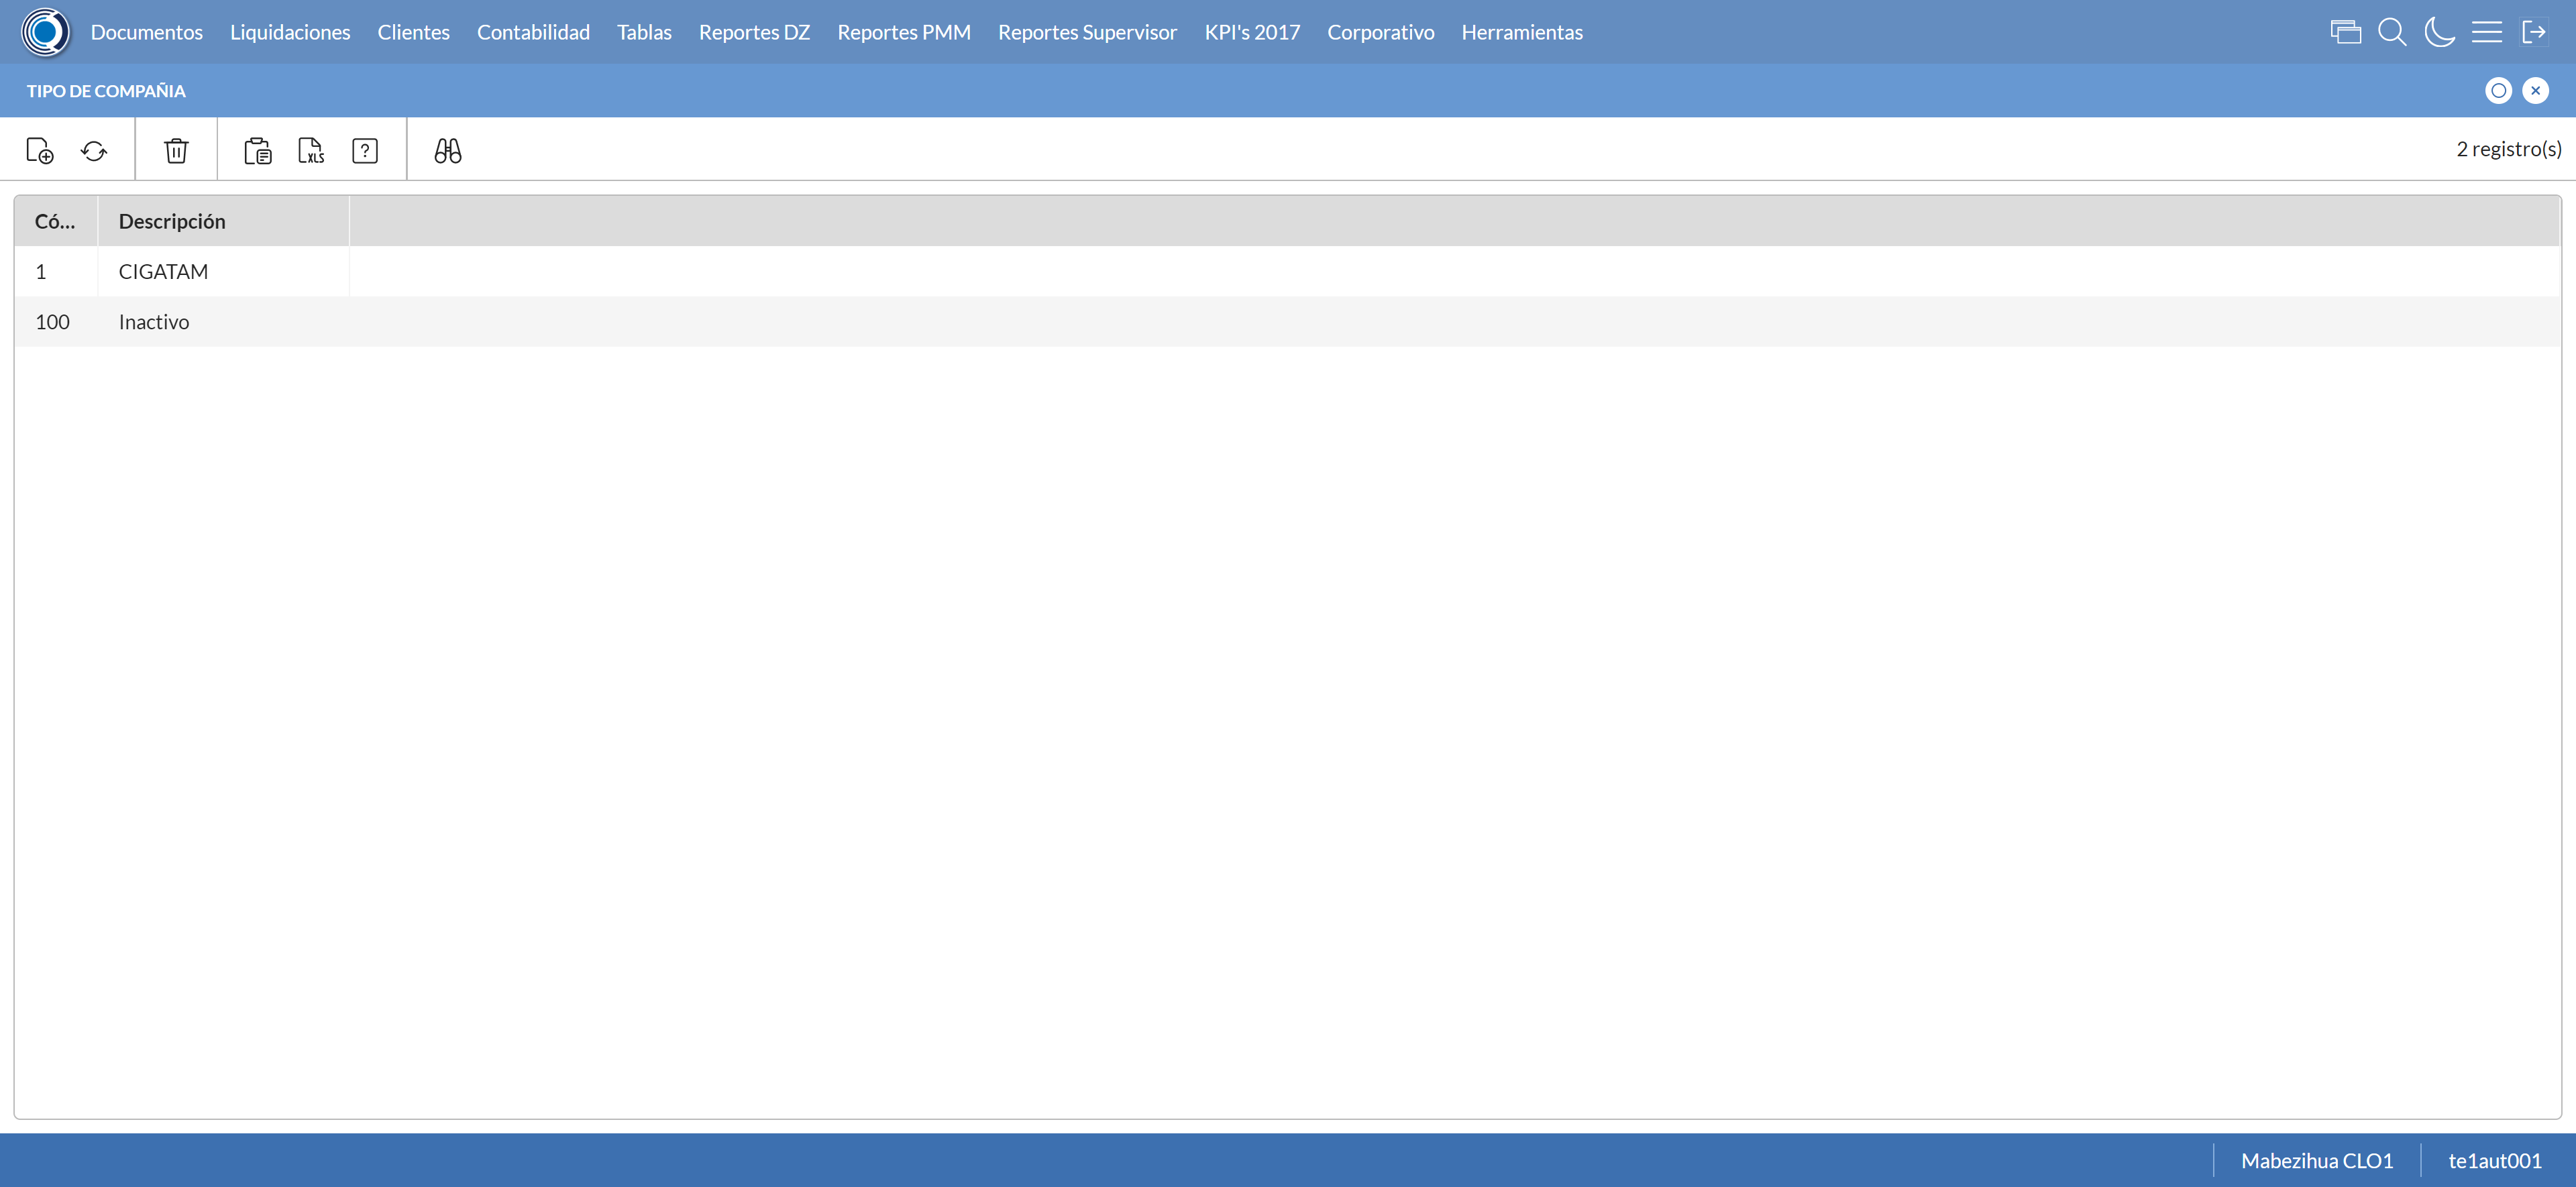 Documentos Liquidaciones Clientes Contabilidad Tablas Reportes DZ Reportes PMM Reportes Supervisor KPI's 2017 Corporativo Herramientas
TIPO DE COMPAÑIA
XLS ? 2 registro(s)
Có... Descripción
1 CIGATAM
100 Inactivo
Mabezihua CLO1 te1aut001